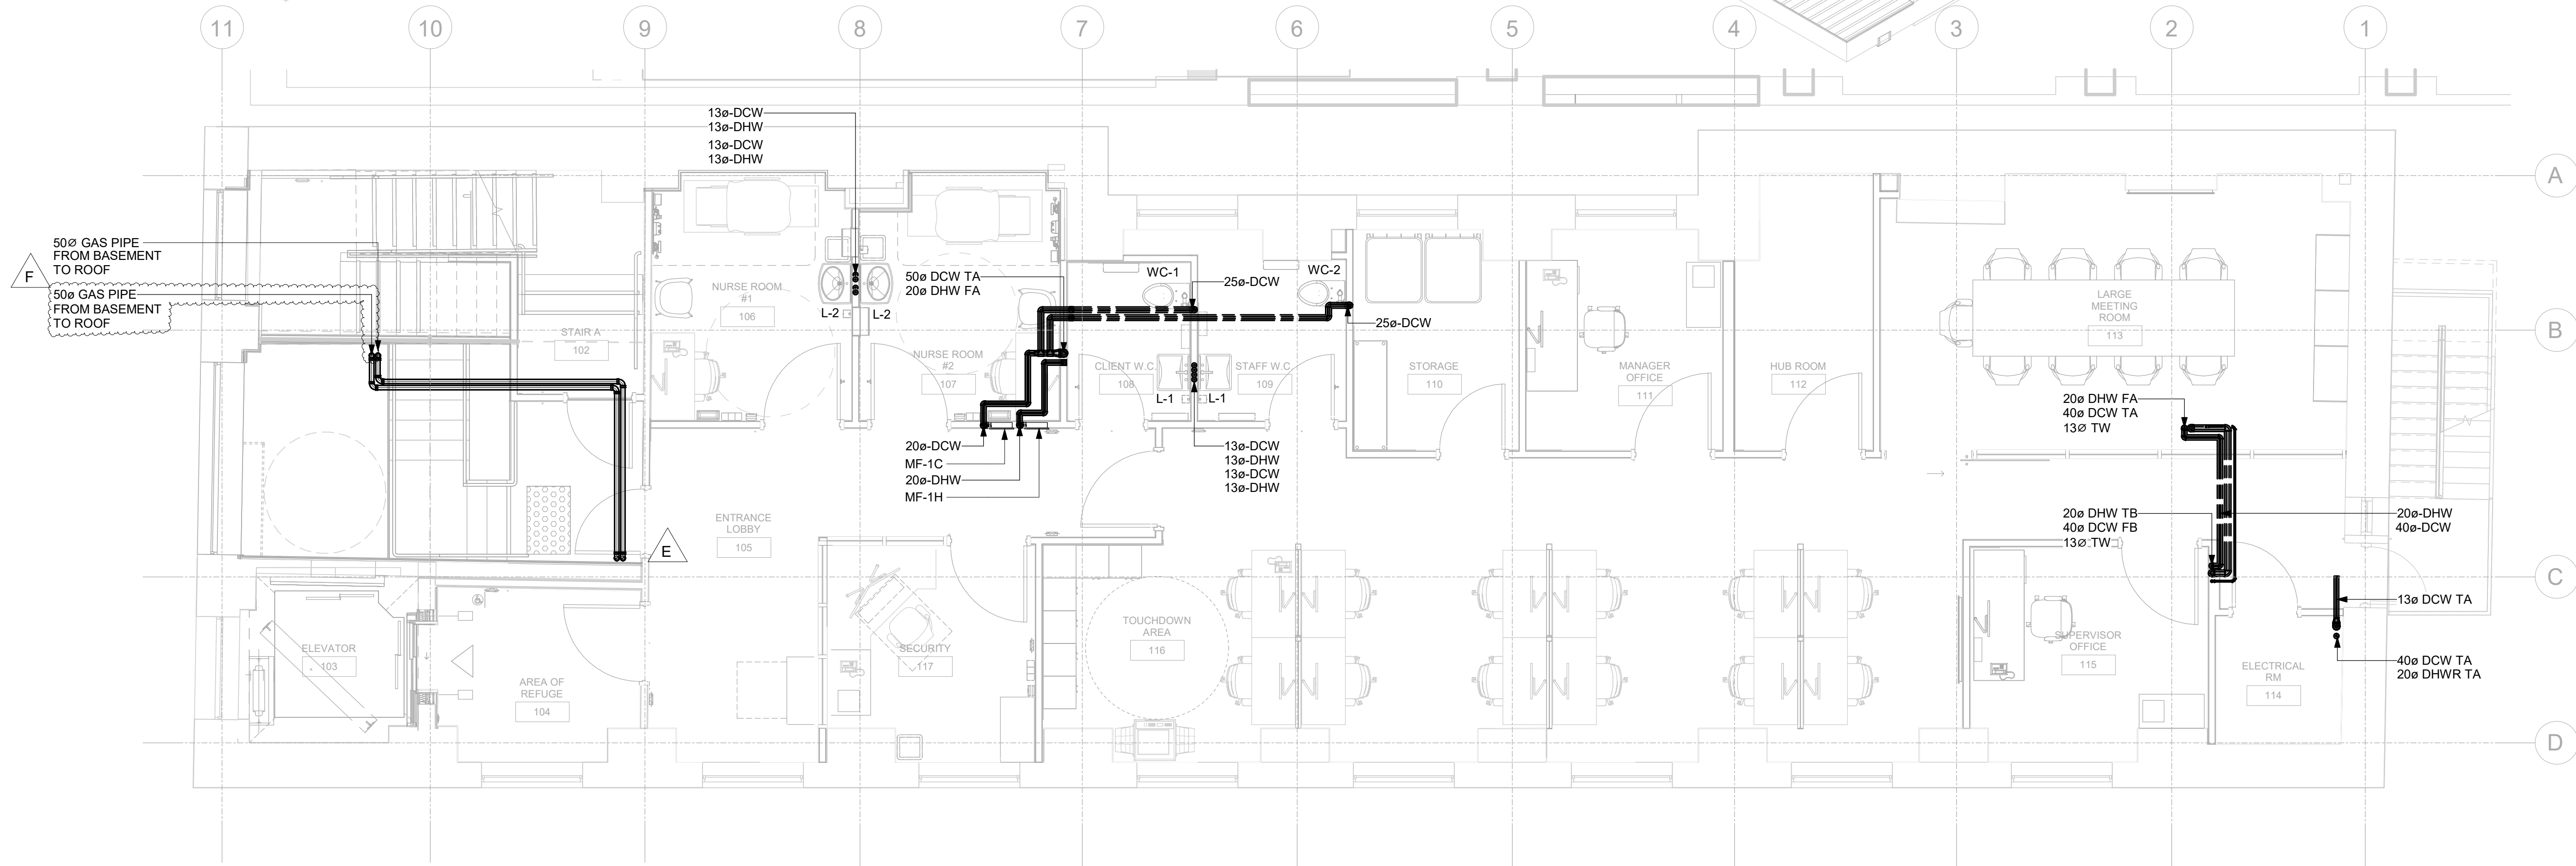 11
10
9
8
7
6
5
4
3
2
1
A
B
C
D
13ø-DCW
13ø-DHW
13ø-DCW
13ø-DHW
50Ø GAS PIPE
FROM BASEMENT
TO ROOF
F
50ø GAS PIPE
FROM BASEMENT
TO ROOF
STAIR A
102
NURSE ROOM
#1
106
L-2
L-2
50ø DCW TA
20ø DHW FA
NURSE ROOM
#2
107
WC-1
25ø-DCW
WC-2
25ø-DCW
CLIENT W.C.
108
STAFF W.C.
109
L-1
L-1
STORAGE
110
MANAGER
OFFICE
111
HUB ROOM
112
LARGE
MEETING
ROOM
113
20ø-DCW
MF-1C
20ø-DHW
MF-1H
13ø-DCW
13ø-DHW
13ø-DCW
13ø-DHW
20ø DHW FA
40ø DCW TA
13Ø TW
20ø DHW TB
40ø DCW FB
13Ø TW
20ø-DHW
40ø-DCW
13ø DCW TA
40ø DCW TA
20ø DHWR TA
ENTRANCE
LOBBY
105
E
ELEVATOR
103
AREA OF
REFUGE
104
SECURITY
117
TOUCHDOWN
AREA
116
SUPERVISOR
OFFICE
115
ELECTRICAL
RM
114